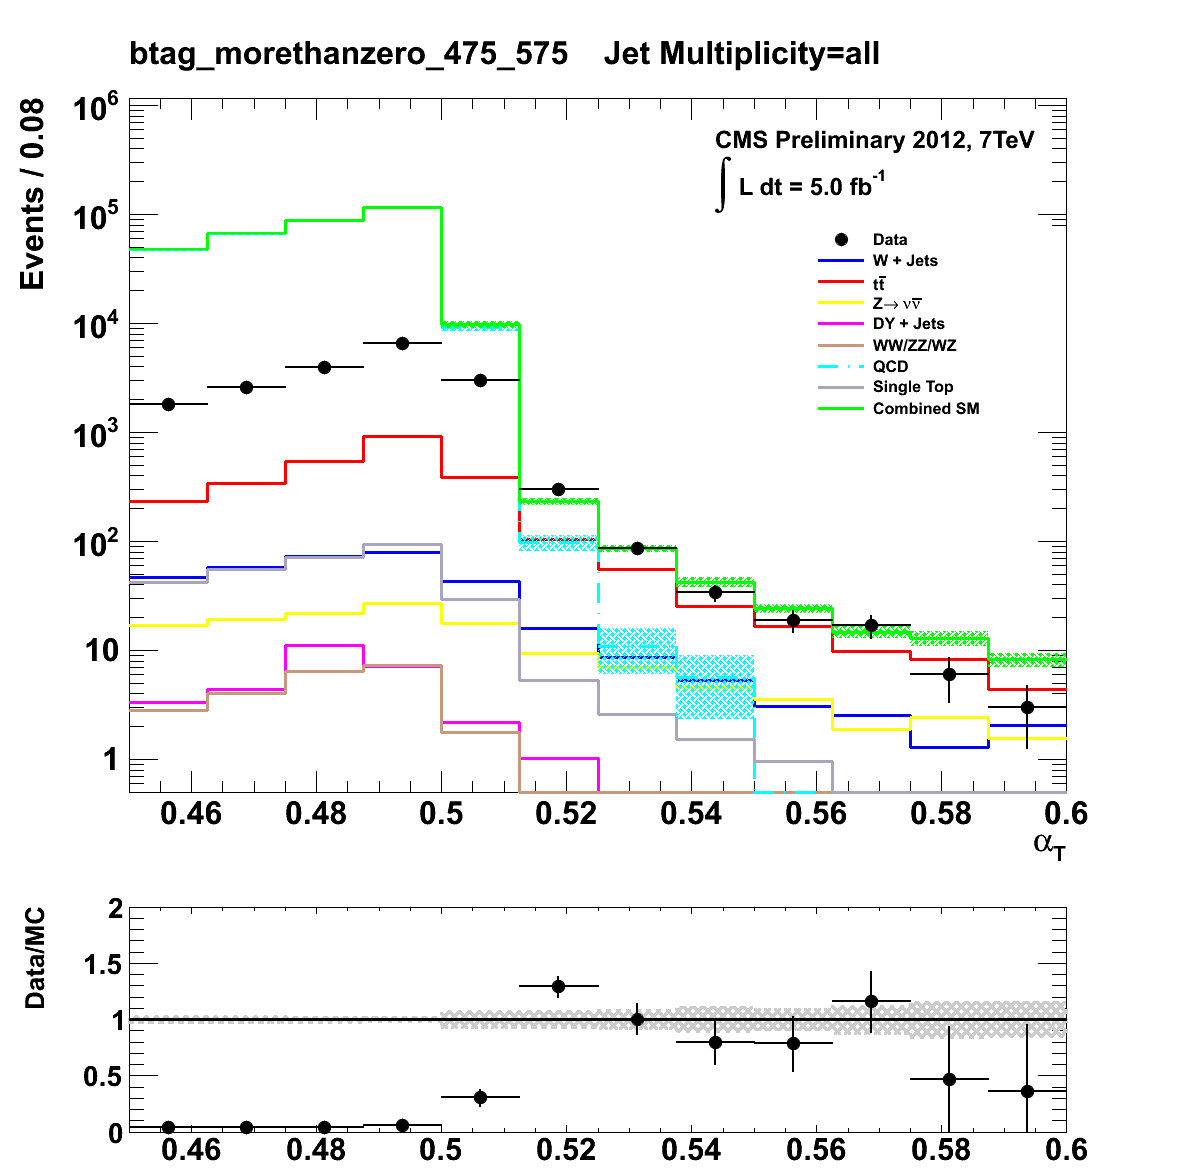 btag_morethanzero_475_575 Jet Multiplicity=all
Events / 0.08
10⁶
10⁵
10⁴
10³
10²
10
1
CMS Preliminary 2012, 7TeV
∫ L dt = 5.0 fb⁻¹
Data
W + Jets
tt̅
Z→ νν̅
DY + Jets
WW/ZZ/WZ
QCD
Single Top
Combined SM
0.46 0.48 0.5 0.52 0.54 0.56 0.58 0.6
α_T
Data/MC
2
1.5
1
0.5
0
0.46 0.48 0.5 0.52 0.54 0.56 0.58 0.6